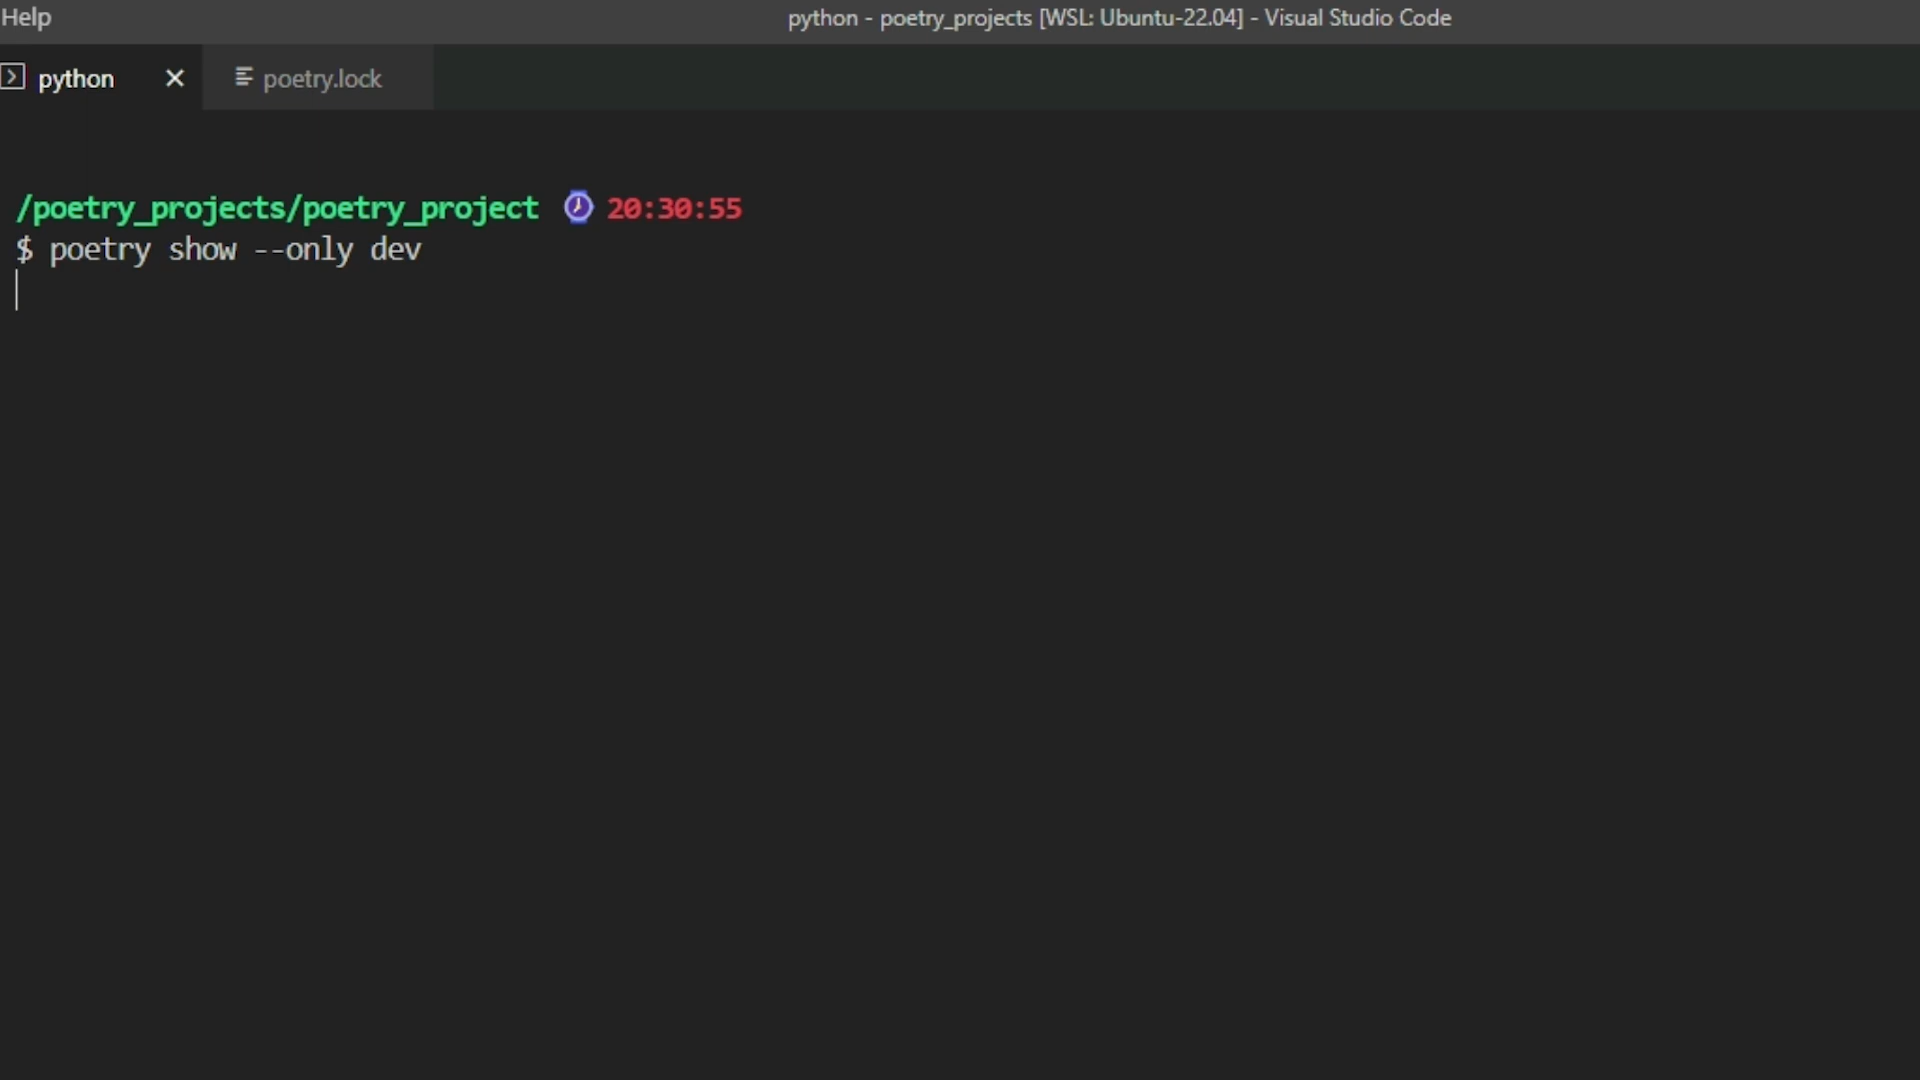 Help
python - poetry_projects [WSL: Ubuntu-22.04] - Visual Studio Code
python
poetry.lock
/poetry_projects/poetry_project 20:30:55
$ poetry show --only dev